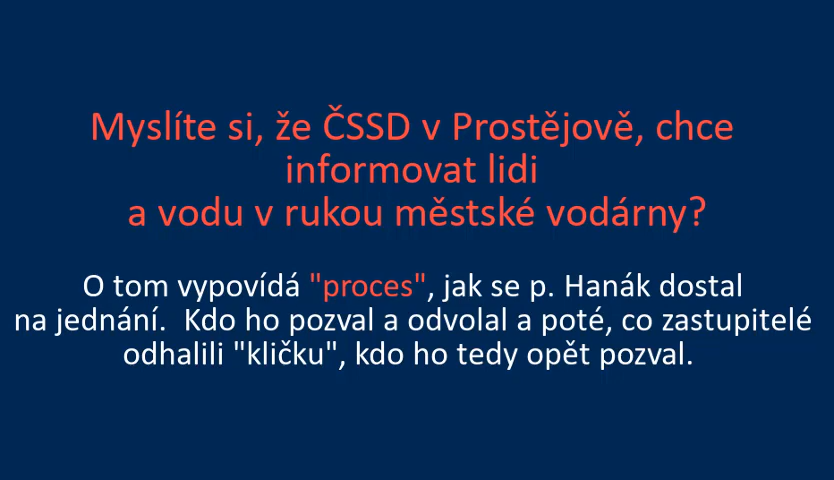 Myslíte si, že ČSSD v Prostějově, chce
informovat lidi
a vodu v rukou městské vodárny?
O tom vypovídá "proces", jak se p. Hanák dostal
na jednání.  Kdo ho pozval a odvolal a poté, co zastupitelé
odhalili "kličku", kdo ho tedy opět pozval.